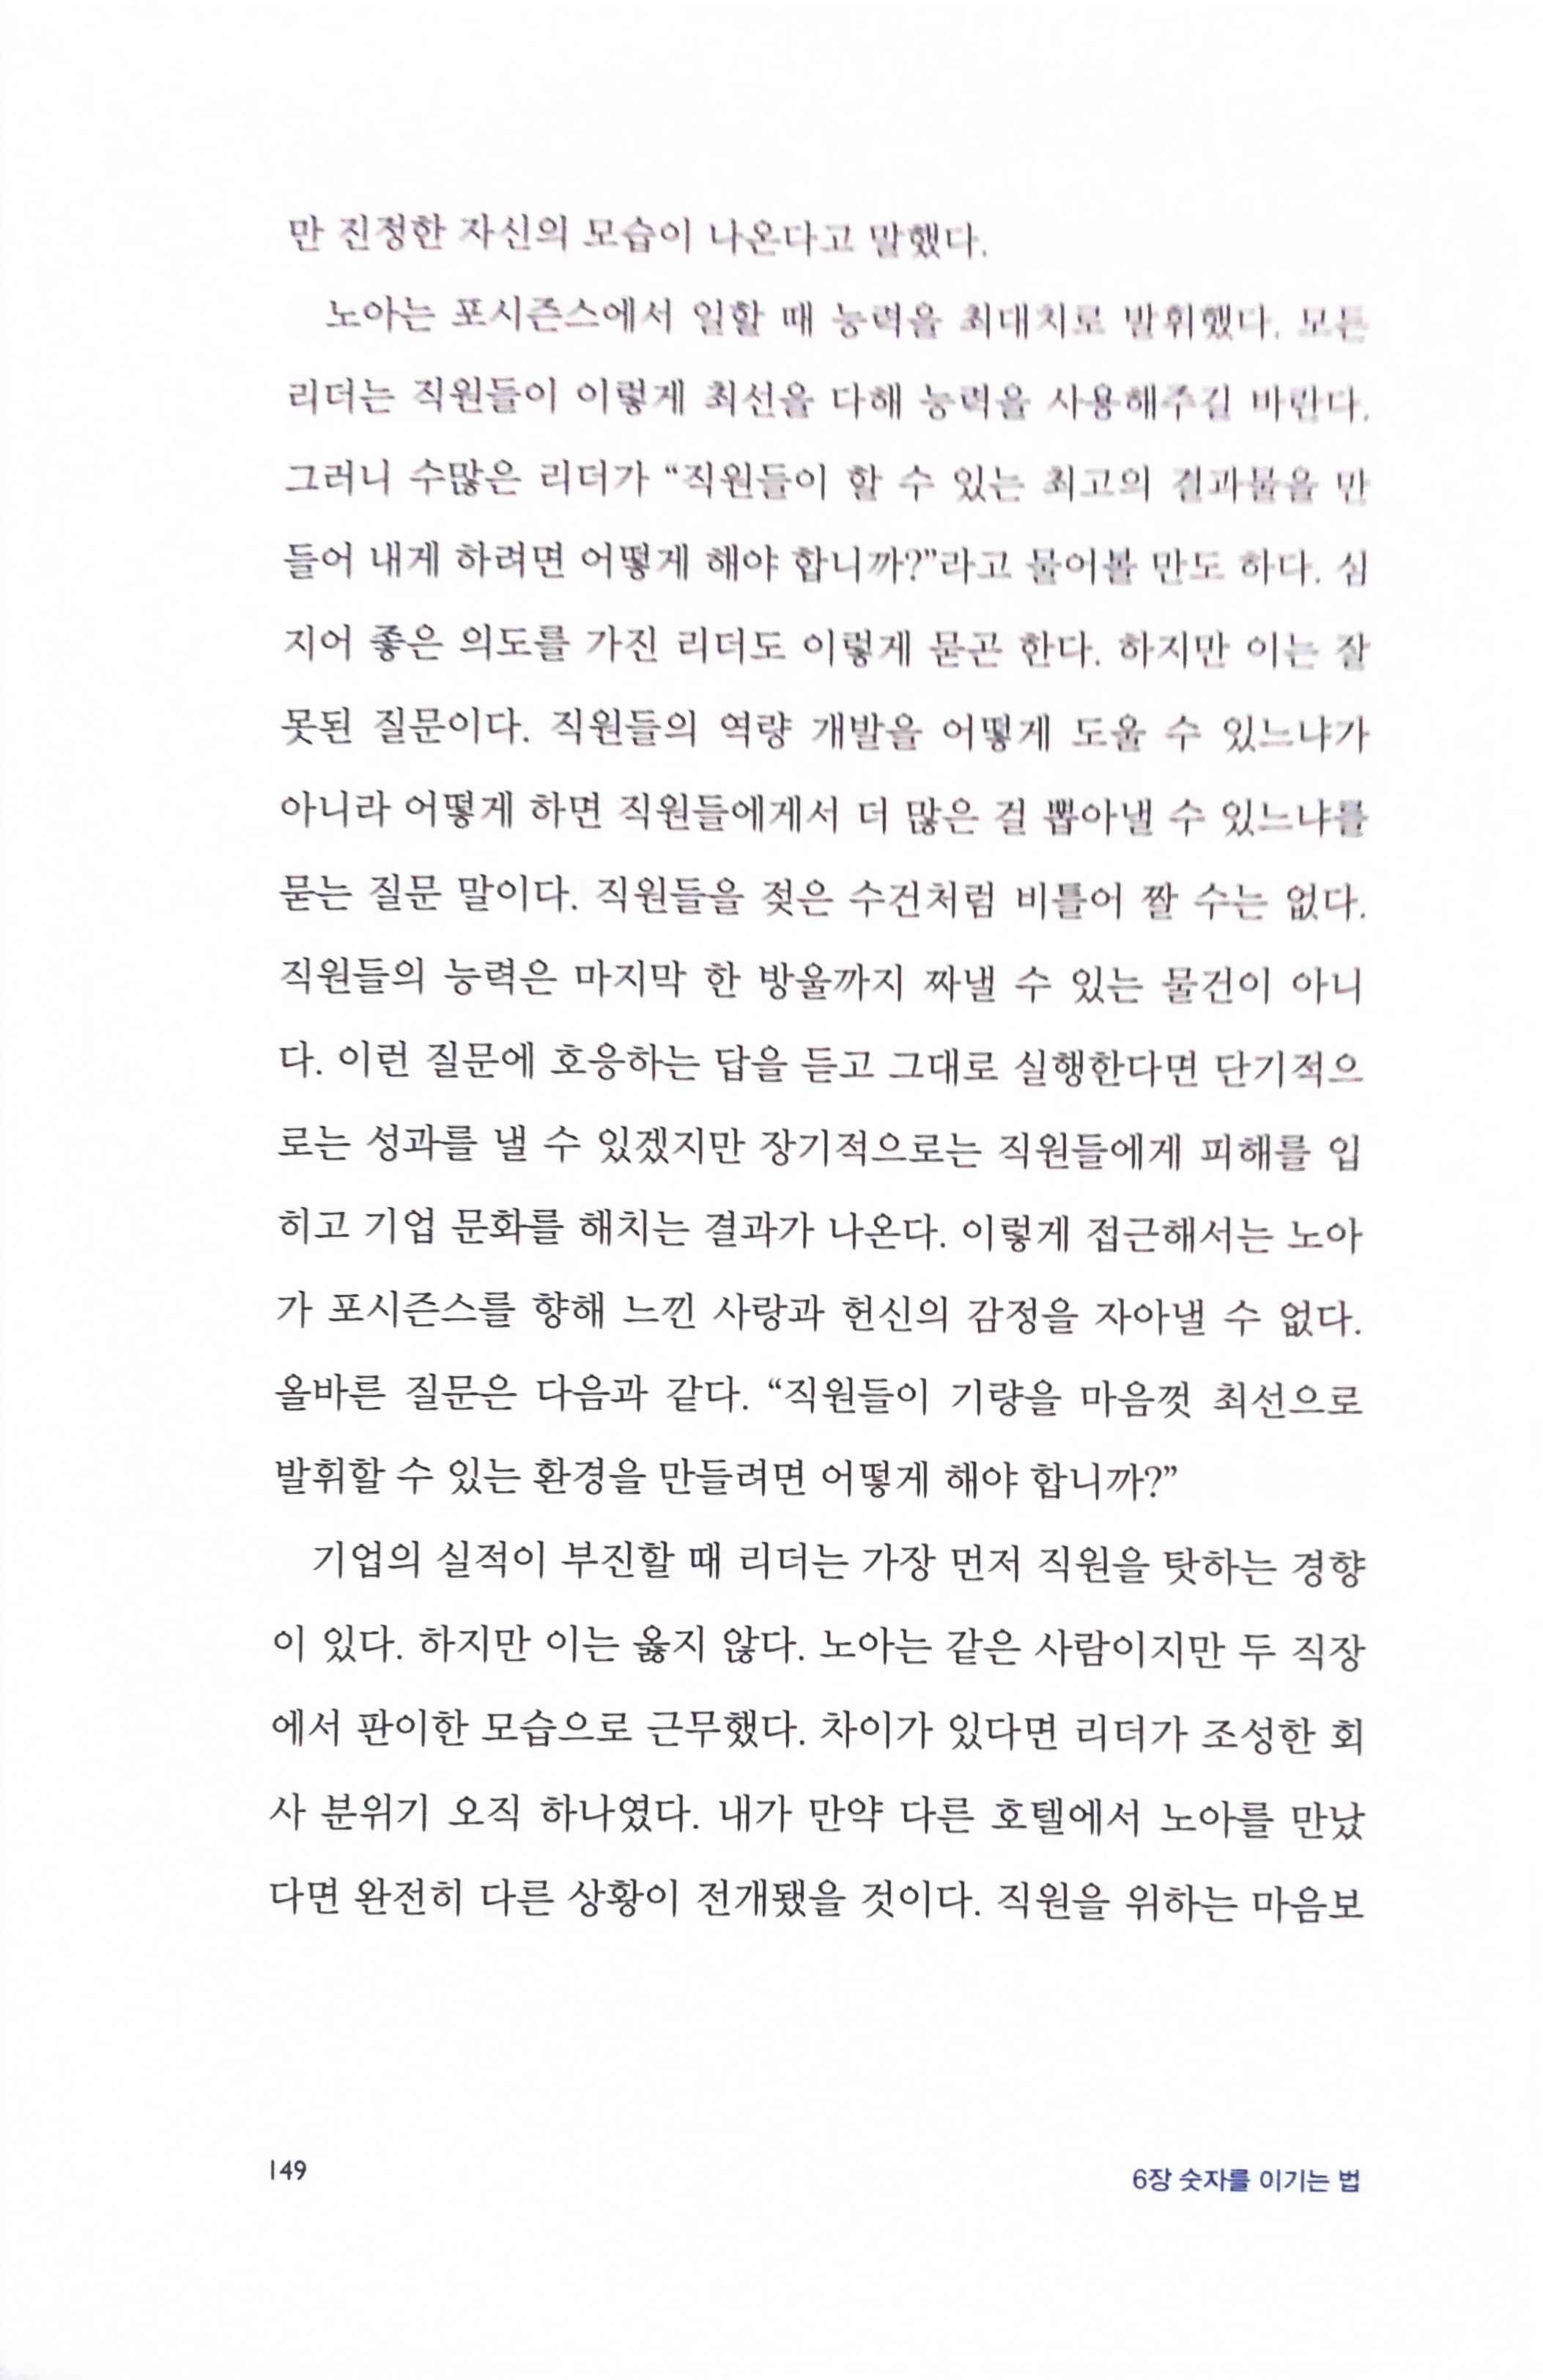 만 진정한 자신의 모습이 나온다고 말했다.
노아는 포시즌스에서 일할 때 능력을 최대치로 발휘했다. 모든
리더는 직원들이 이렇게 최선을 다해 능력을 사용해주길 바란다.
그러니 수많은 리더가 “직원들이 할 수 있는 최고의 결과물을 만
들어 내게 하려면 어떻게 해야 합니까?”라고 물어볼 만도 하다. 심
지어 좋은 의도를 가진 리더도 이렇게 묻곤 한다. 하지만 이는 잘
못된 질문이다. 직원들의 역량 개발을 어떻게 도울 수 있느냐가
아니라 어떻게 하면 직원들에게서 더 많은 걸 뽑아낼 수 있느냐를
묻는 질문 말이다. 직원들을 젖은 수건처럼 비틀어 짤 수는 없다.
직원들의 능력은 마지막 한 방울까지 짜낼 수 있는 물건이 아니
다. 이런 질문에 호응하는 답을 듣고 그대로 실행한다면 단기적으
로는 성과를 낼 수 있겠지만 장기적으로는 직원들에게 피해를 입
히고 기업 문화를 해치는 결과가 나온다. 이렇게 접근해서는 노아
가 포시즌스를 향해 느낀 사랑과 헌신의 감정을 자아낼 수 없다.
올바른 질문은 다음과 같다. “직원들이 기량을 마음껏 최선으로
발휘할 수 있는 환경을 만들려면 어떻게 해야 합니까?”
기업의 실적이 부진할 때 리더는 가장 먼저 직원을 탓하는 경향
이 있다. 하지만 이는 옳지 않다. 노아는 같은 사람이지만 두 직장
에서 판이한 모습으로 근무했다. 차이가 있다면 리더가 조성한 회
사 분위기 오직 하나였다. 내가 만약 다른 호텔에서 노아를 만났
다면 완전히 다른 상황이 전개됐을 것이다. 직원을 위하는 마음보
149
6장 숫자를 이기는 법